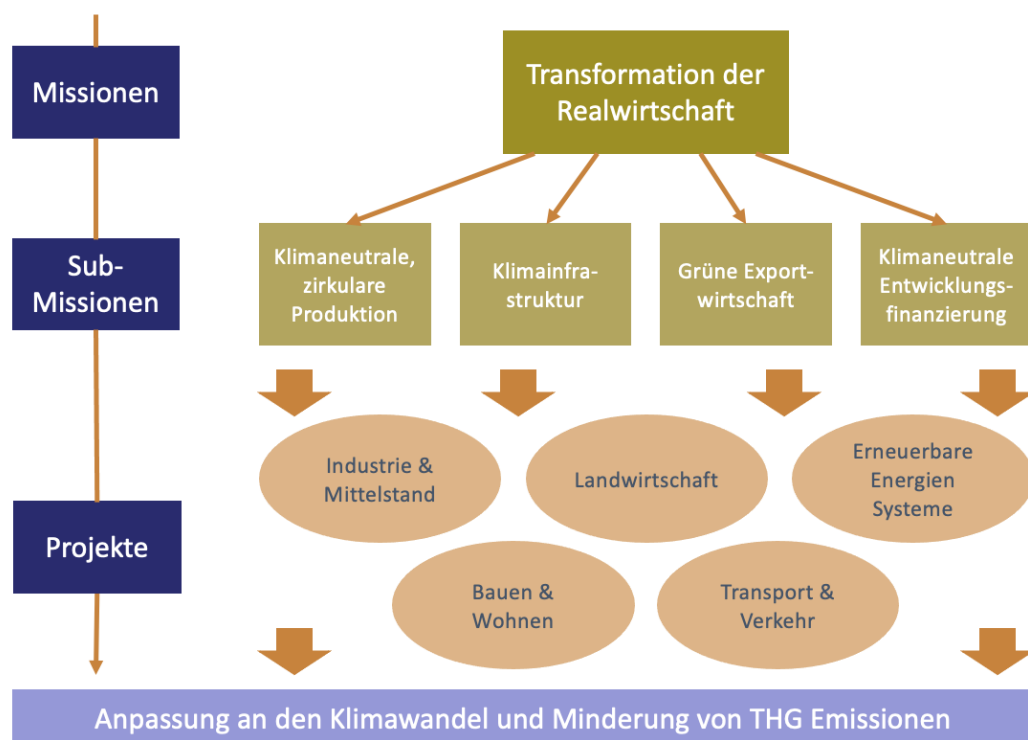 Missionen
Transformation der
Realwirtschaft
Sub-
Missionen
Klimaneutrale,
zirkulare
Produktion
Klimainfra-
struktur
Grüne Export-
wirtschaft
Klimaneutrale
Entwicklungs-
finanzierung
Projekte
Industrie &
Mittelstand
Landwirtschaft
Erneuerbare
Energien
Systeme
Bauen &
Wohnen
Transport &
Verkehr
Anpassung an den Klimawandel und Minderung von THG Emissionen